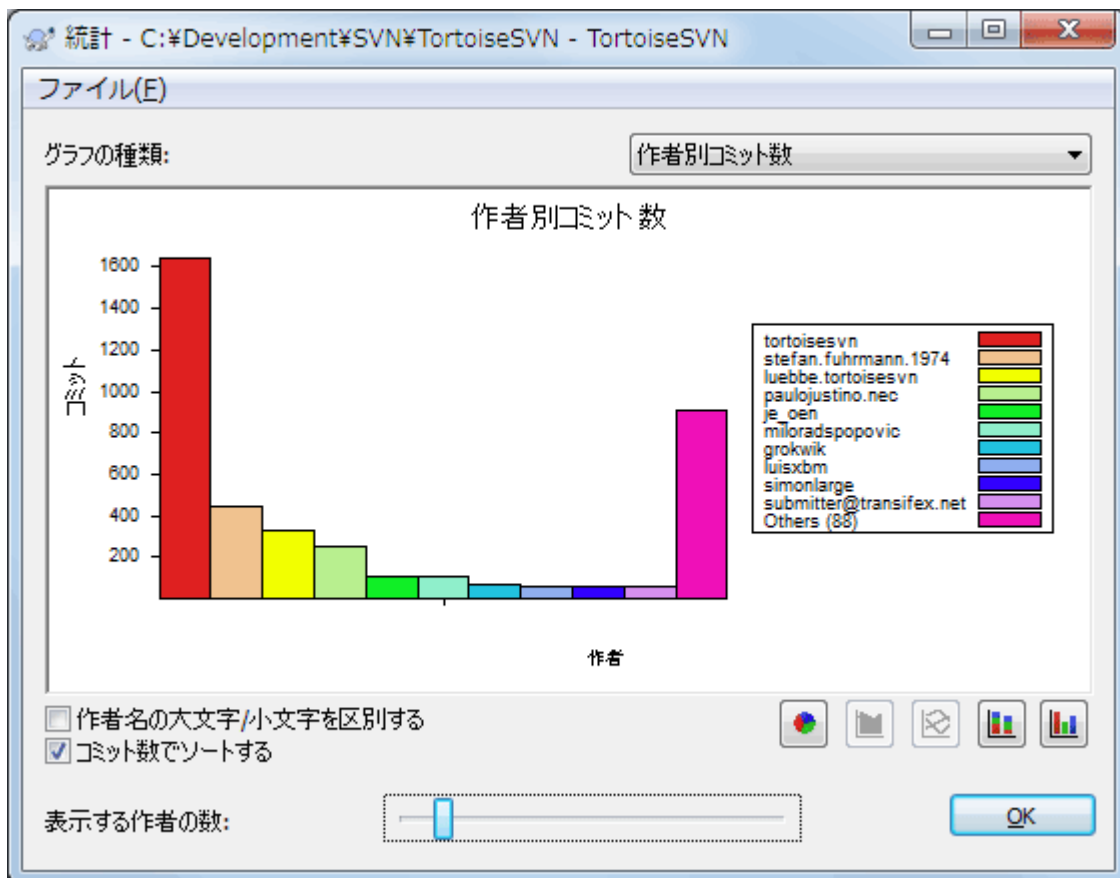 統計 - C:¥Development¥SVN¥TortoiseSVN - TortoiseSVN
ファイル(F)
グラフの種類:
作者別コミット数
作者別コミット数
コミット
1600
1400
1200
1000
800
600
400
200
作者
tortoisesvn
stefan.fuhrmann.1974
luebbe.tortoisesvn
paulojustino.nec
je_oen
miloradspopovic
grokwik
luisxbm
simonlarge
submitter@transifex.net
Others (88)
作者名の大文字/小文字を区別する
コミット数でソートする
表示する作者の数:
OK